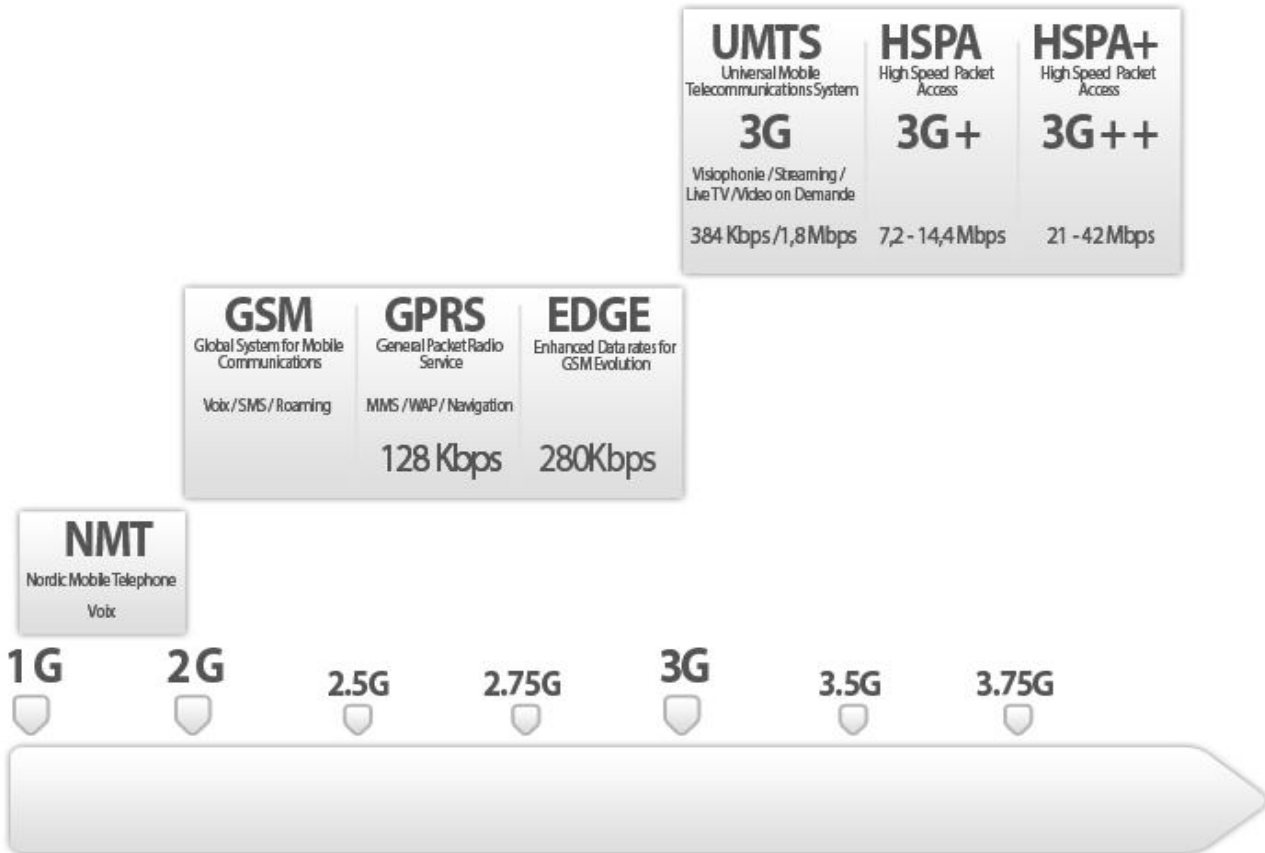 UMTS
Universal Mobile
Telecommunications System
3G
Visiophonie / Streaming /
Live TV / Video on Demande
384 Kbps /1,8 Mbps
HSPA
High Speed Packet
Access
3G+
7,2 - 14,4 Mbps
HSPA+
High Speed Packet
Access
3G++
21 - 42 Mbps
GSM
Global System for Mobile
Communications
Voix / SMS / Roaming
GPRS
General Packet Radio
Service
MMS / WAP / Navigation
128 Kbps
EDGE
Enhanced Data rates for
GSM Evolution
280Kbps
NMT
Nordic Mobile Telephone
Voix
1G
2G
2.5G
2.75G
3G
3.5G
3.75G